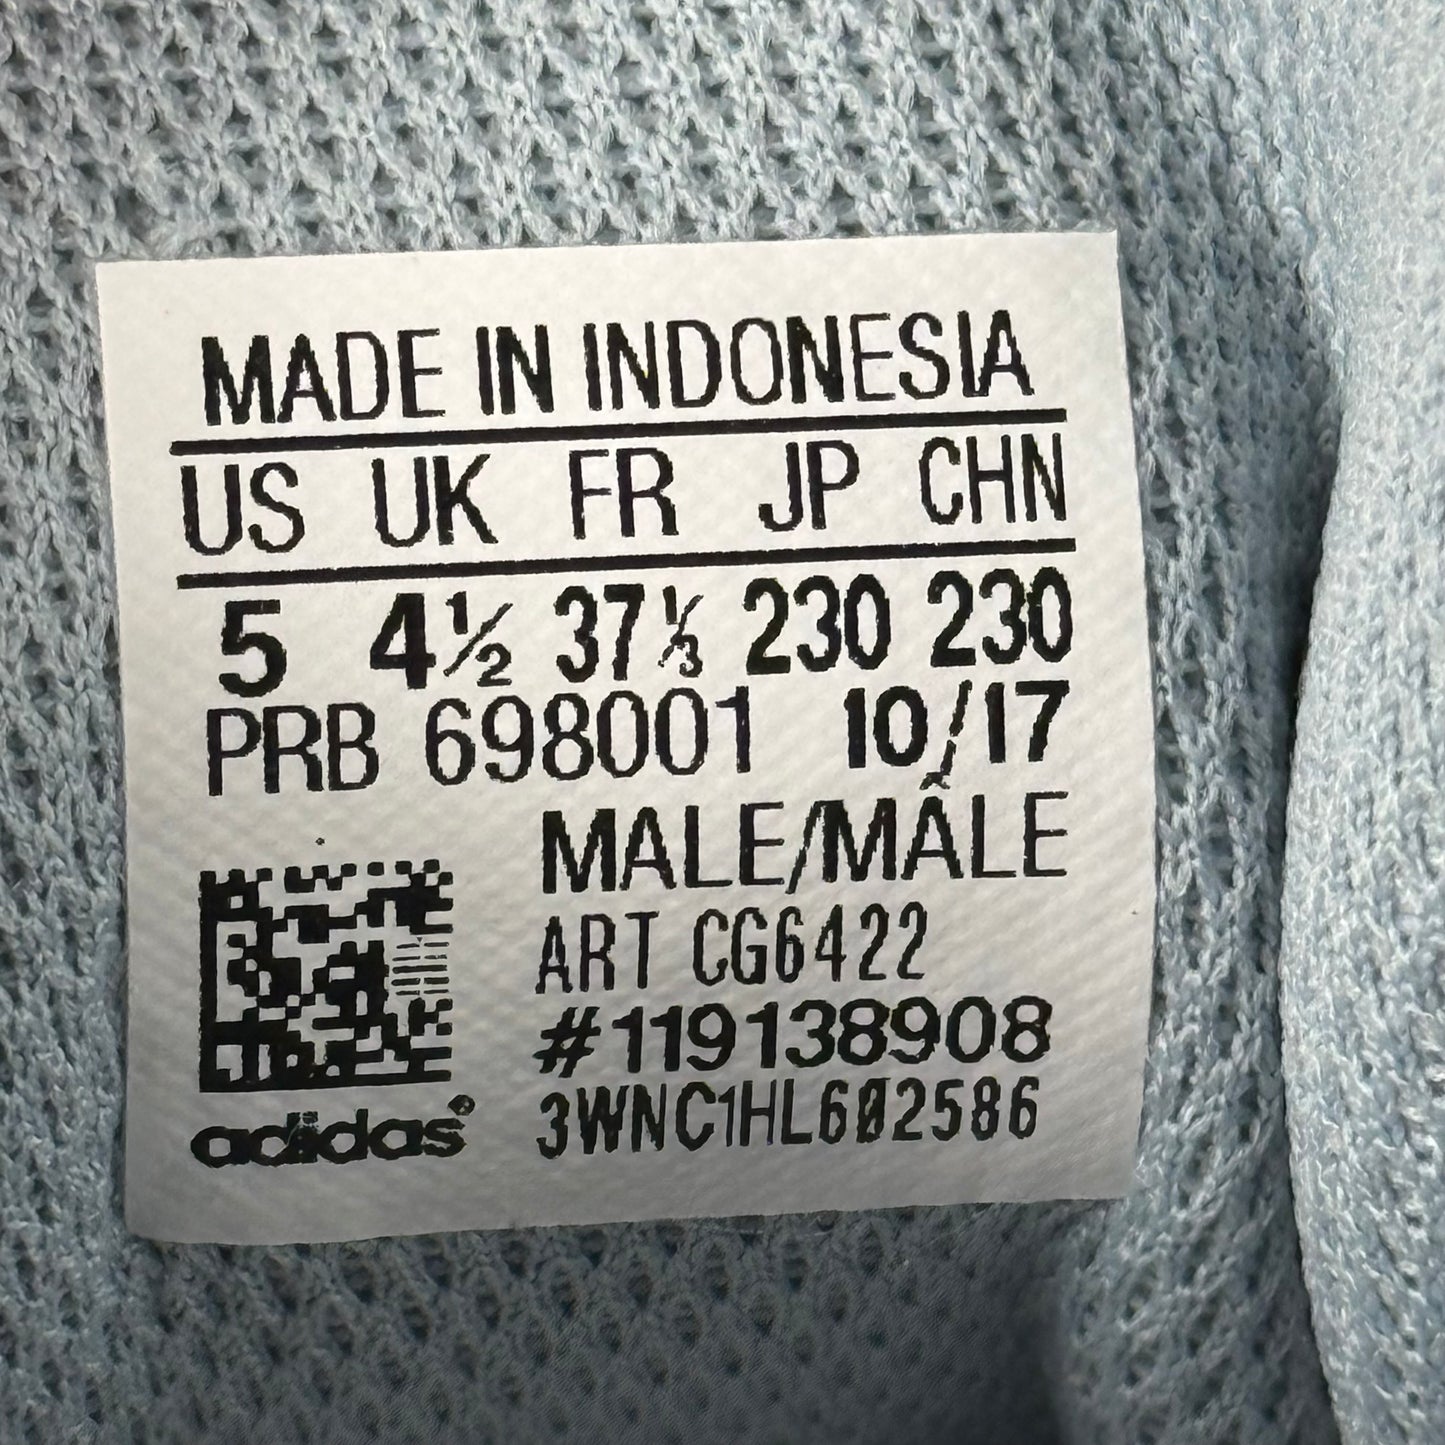 MADE IN INDONESIA
US UK FR JP CHN
5 4½ 37⅓ 230 230
PRB 698001 10/17
MALE/MÂLE
ART CG6422
#119138908
adidas® 3WNC1HL602586